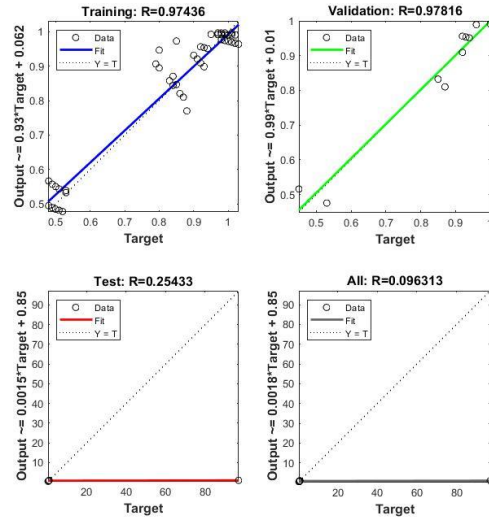 Training: R=0.97436
Output ~= 0.93*Target + 0.062
1
0.9
0.8
0.7
0.6
0.5
Data
Fit
Y = T
0.5 0.6 0.7 0.8 0.9 1
Target
Validation: R=0.97816
Output ~= 0.99*Target + 0.01
1
0.9
0.8
0.7
0.6
0.5
Data
Fit
Y = T
0.5 0.6 0.7 0.8 0.9 1
Target
Test: R=0.25433
Output ~= 0.0015*Target + 0.85
90
80
70
60
50
40
30
20
10
Data
Fit
Y = T
20 40 60 80
Target
All: R=0.096313
Output ~= 0.0018*Target + 0.85
90
80
70
60
50
40
30
20
10
Data
Fit
Y = T
20 40 60 80
Target